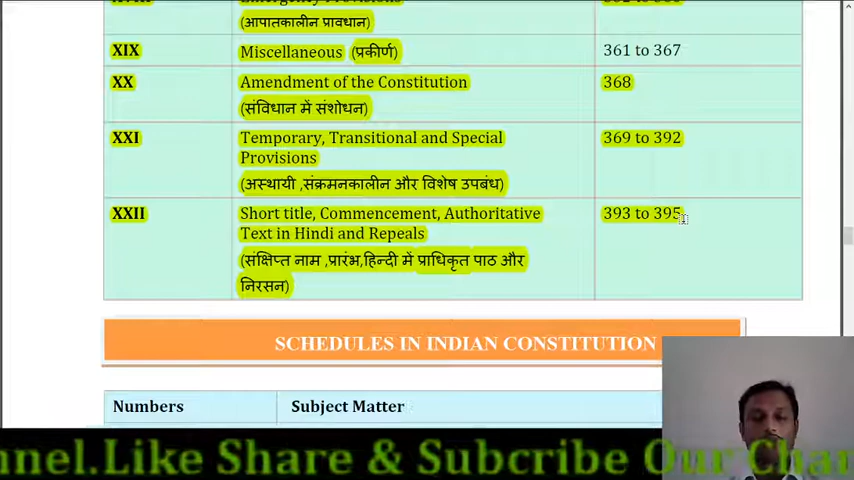 (आपातकालीन प्रावधान)
XIX Miscellaneous (प्रकीर्ण) 361 to 367
XX Amendment of the Constitution 368
(संविधान में संशोधन)
XXI Temporary, Transitional and Special 369 to 392
Provisions
(अस्थायी ,संक्रमनकालीन और विशेष उपबंध)
XXII Short title, Commencement, Authoritative 393 to 395
Text in Hindi and Repeals
(संक्षिप्त नाम ,प्रारंभ,हिन्दी में प्राधिकृत पाठ और
निरसन)
SCHEDULES IN INDIAN CONSTITUTION
Numbers Subject Matter
nnel.Like Share & Subcribe Our Cha